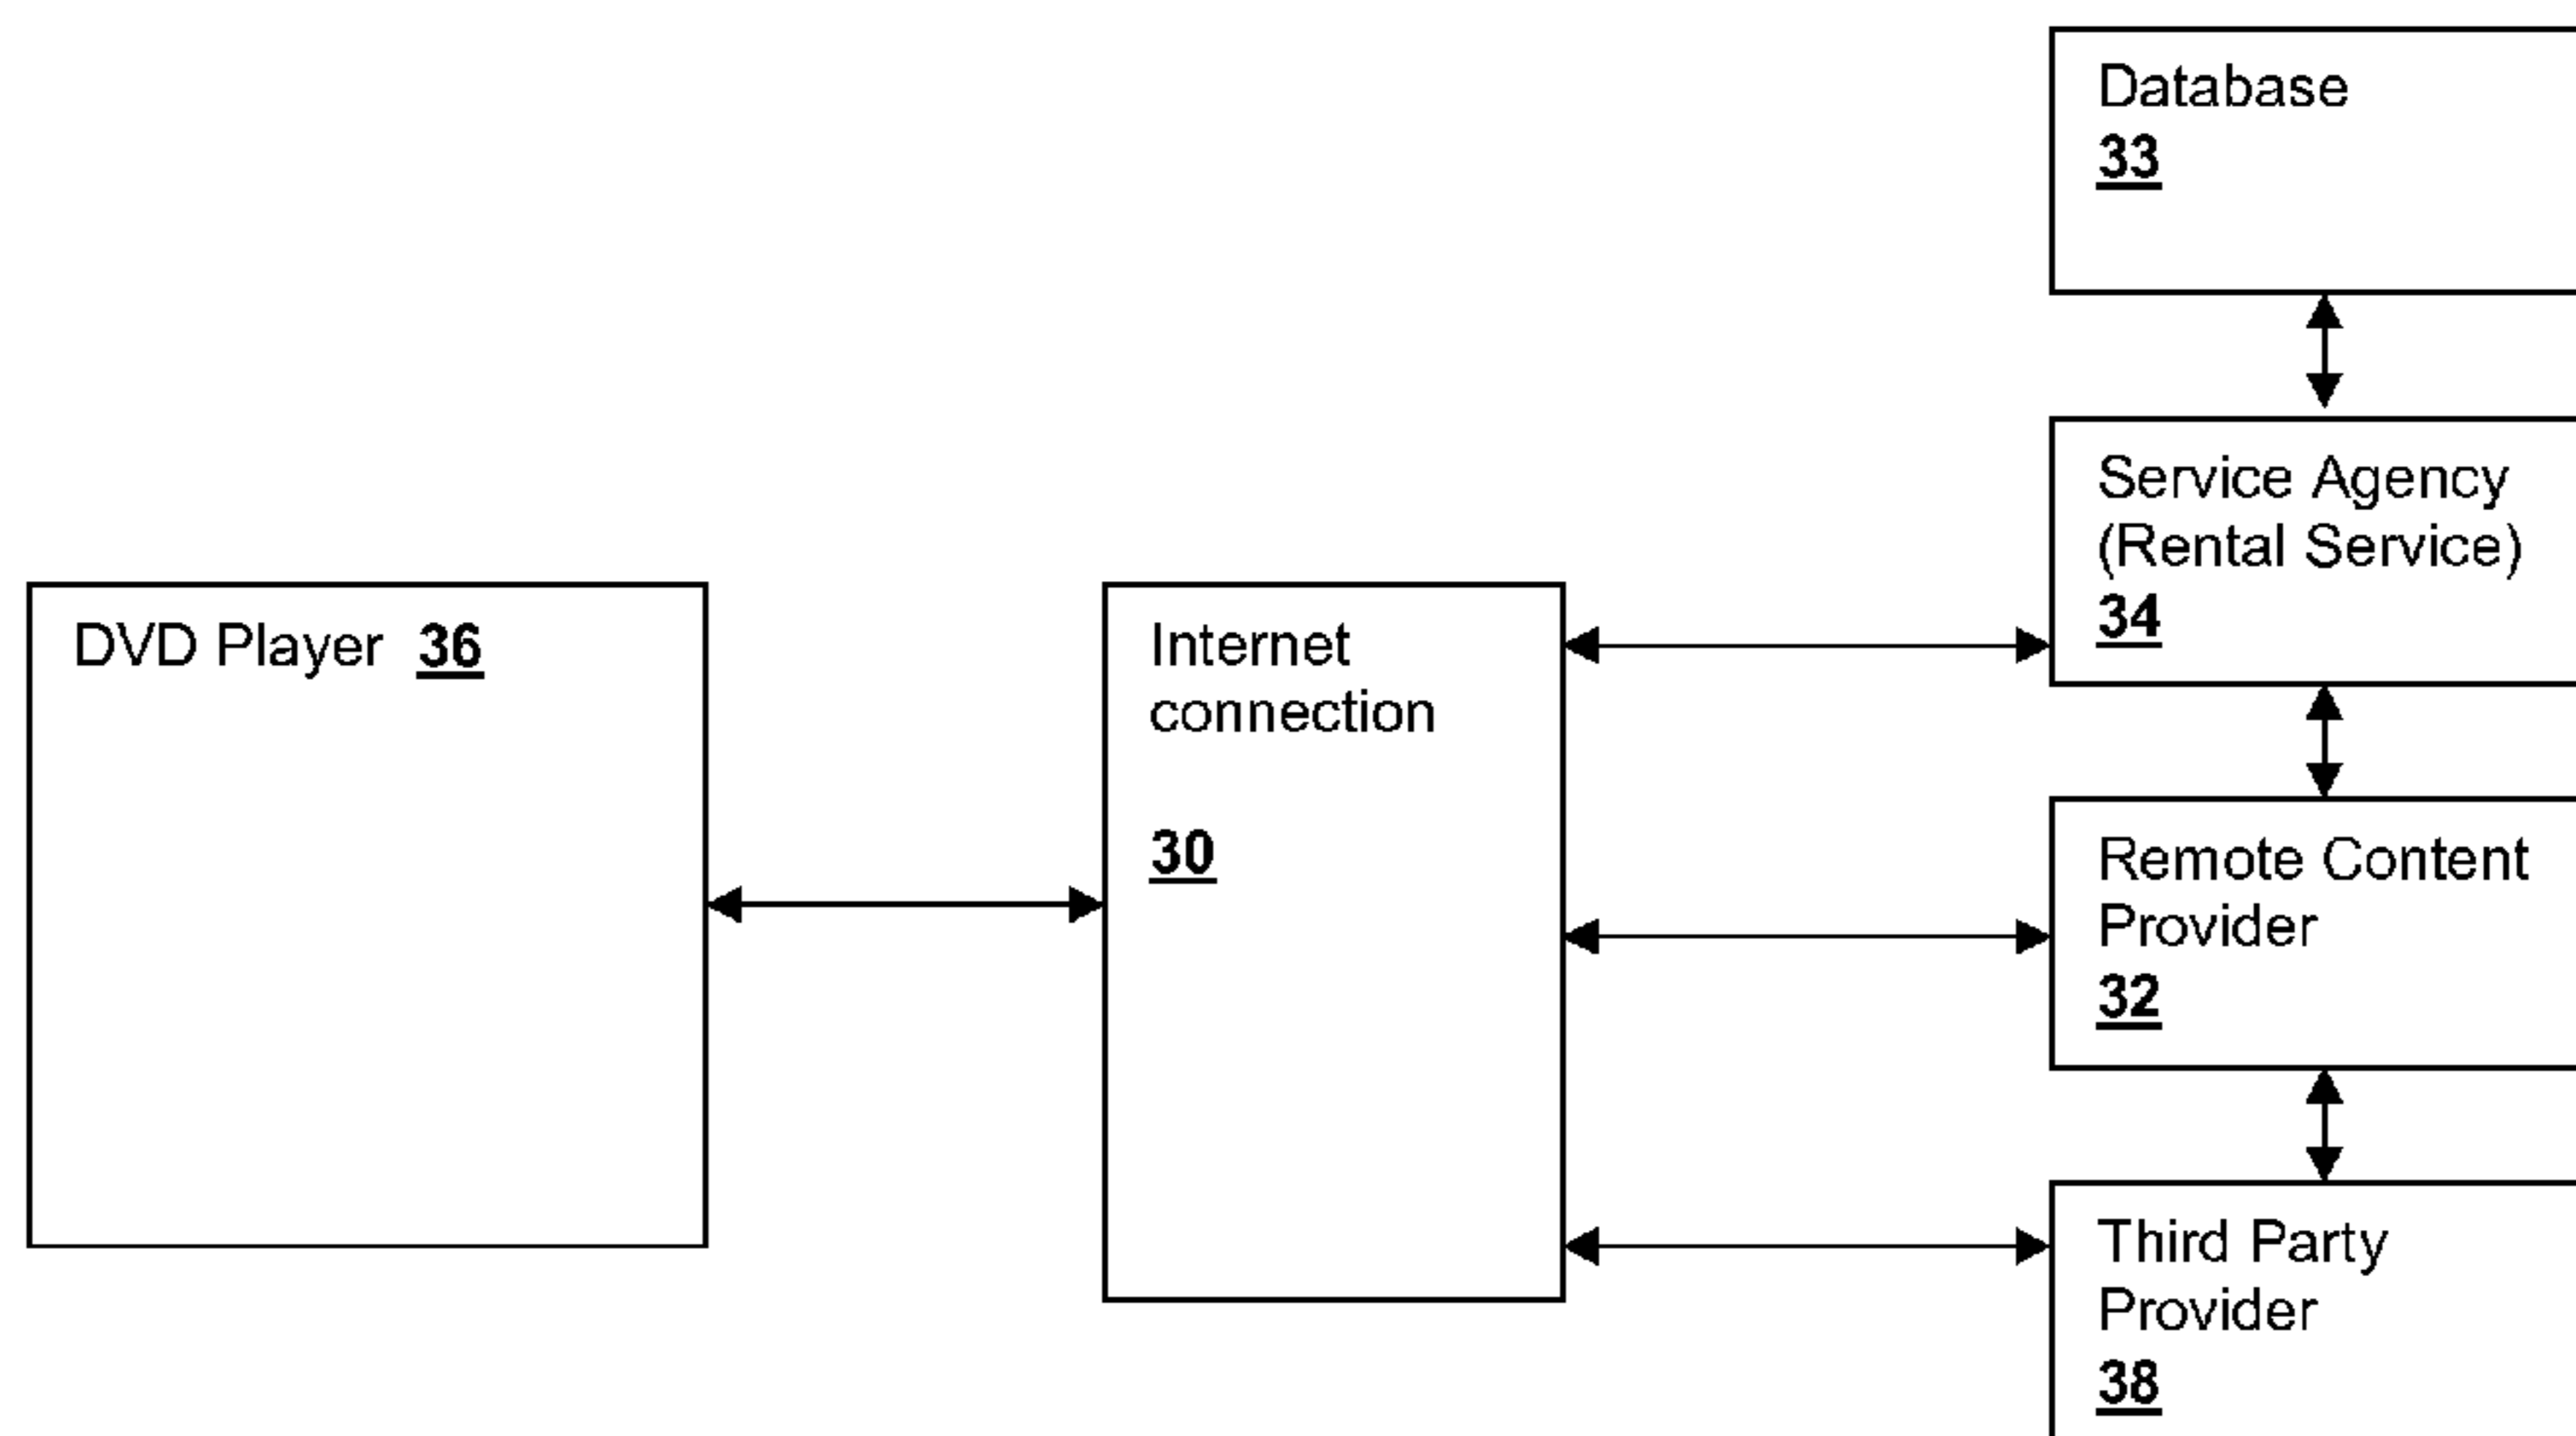 Database
33
Service Agency
(Rental Service)
34
DVD Player 36
Internet
connection
30
Remote Content
Provider
32
Third Party
Provider
38